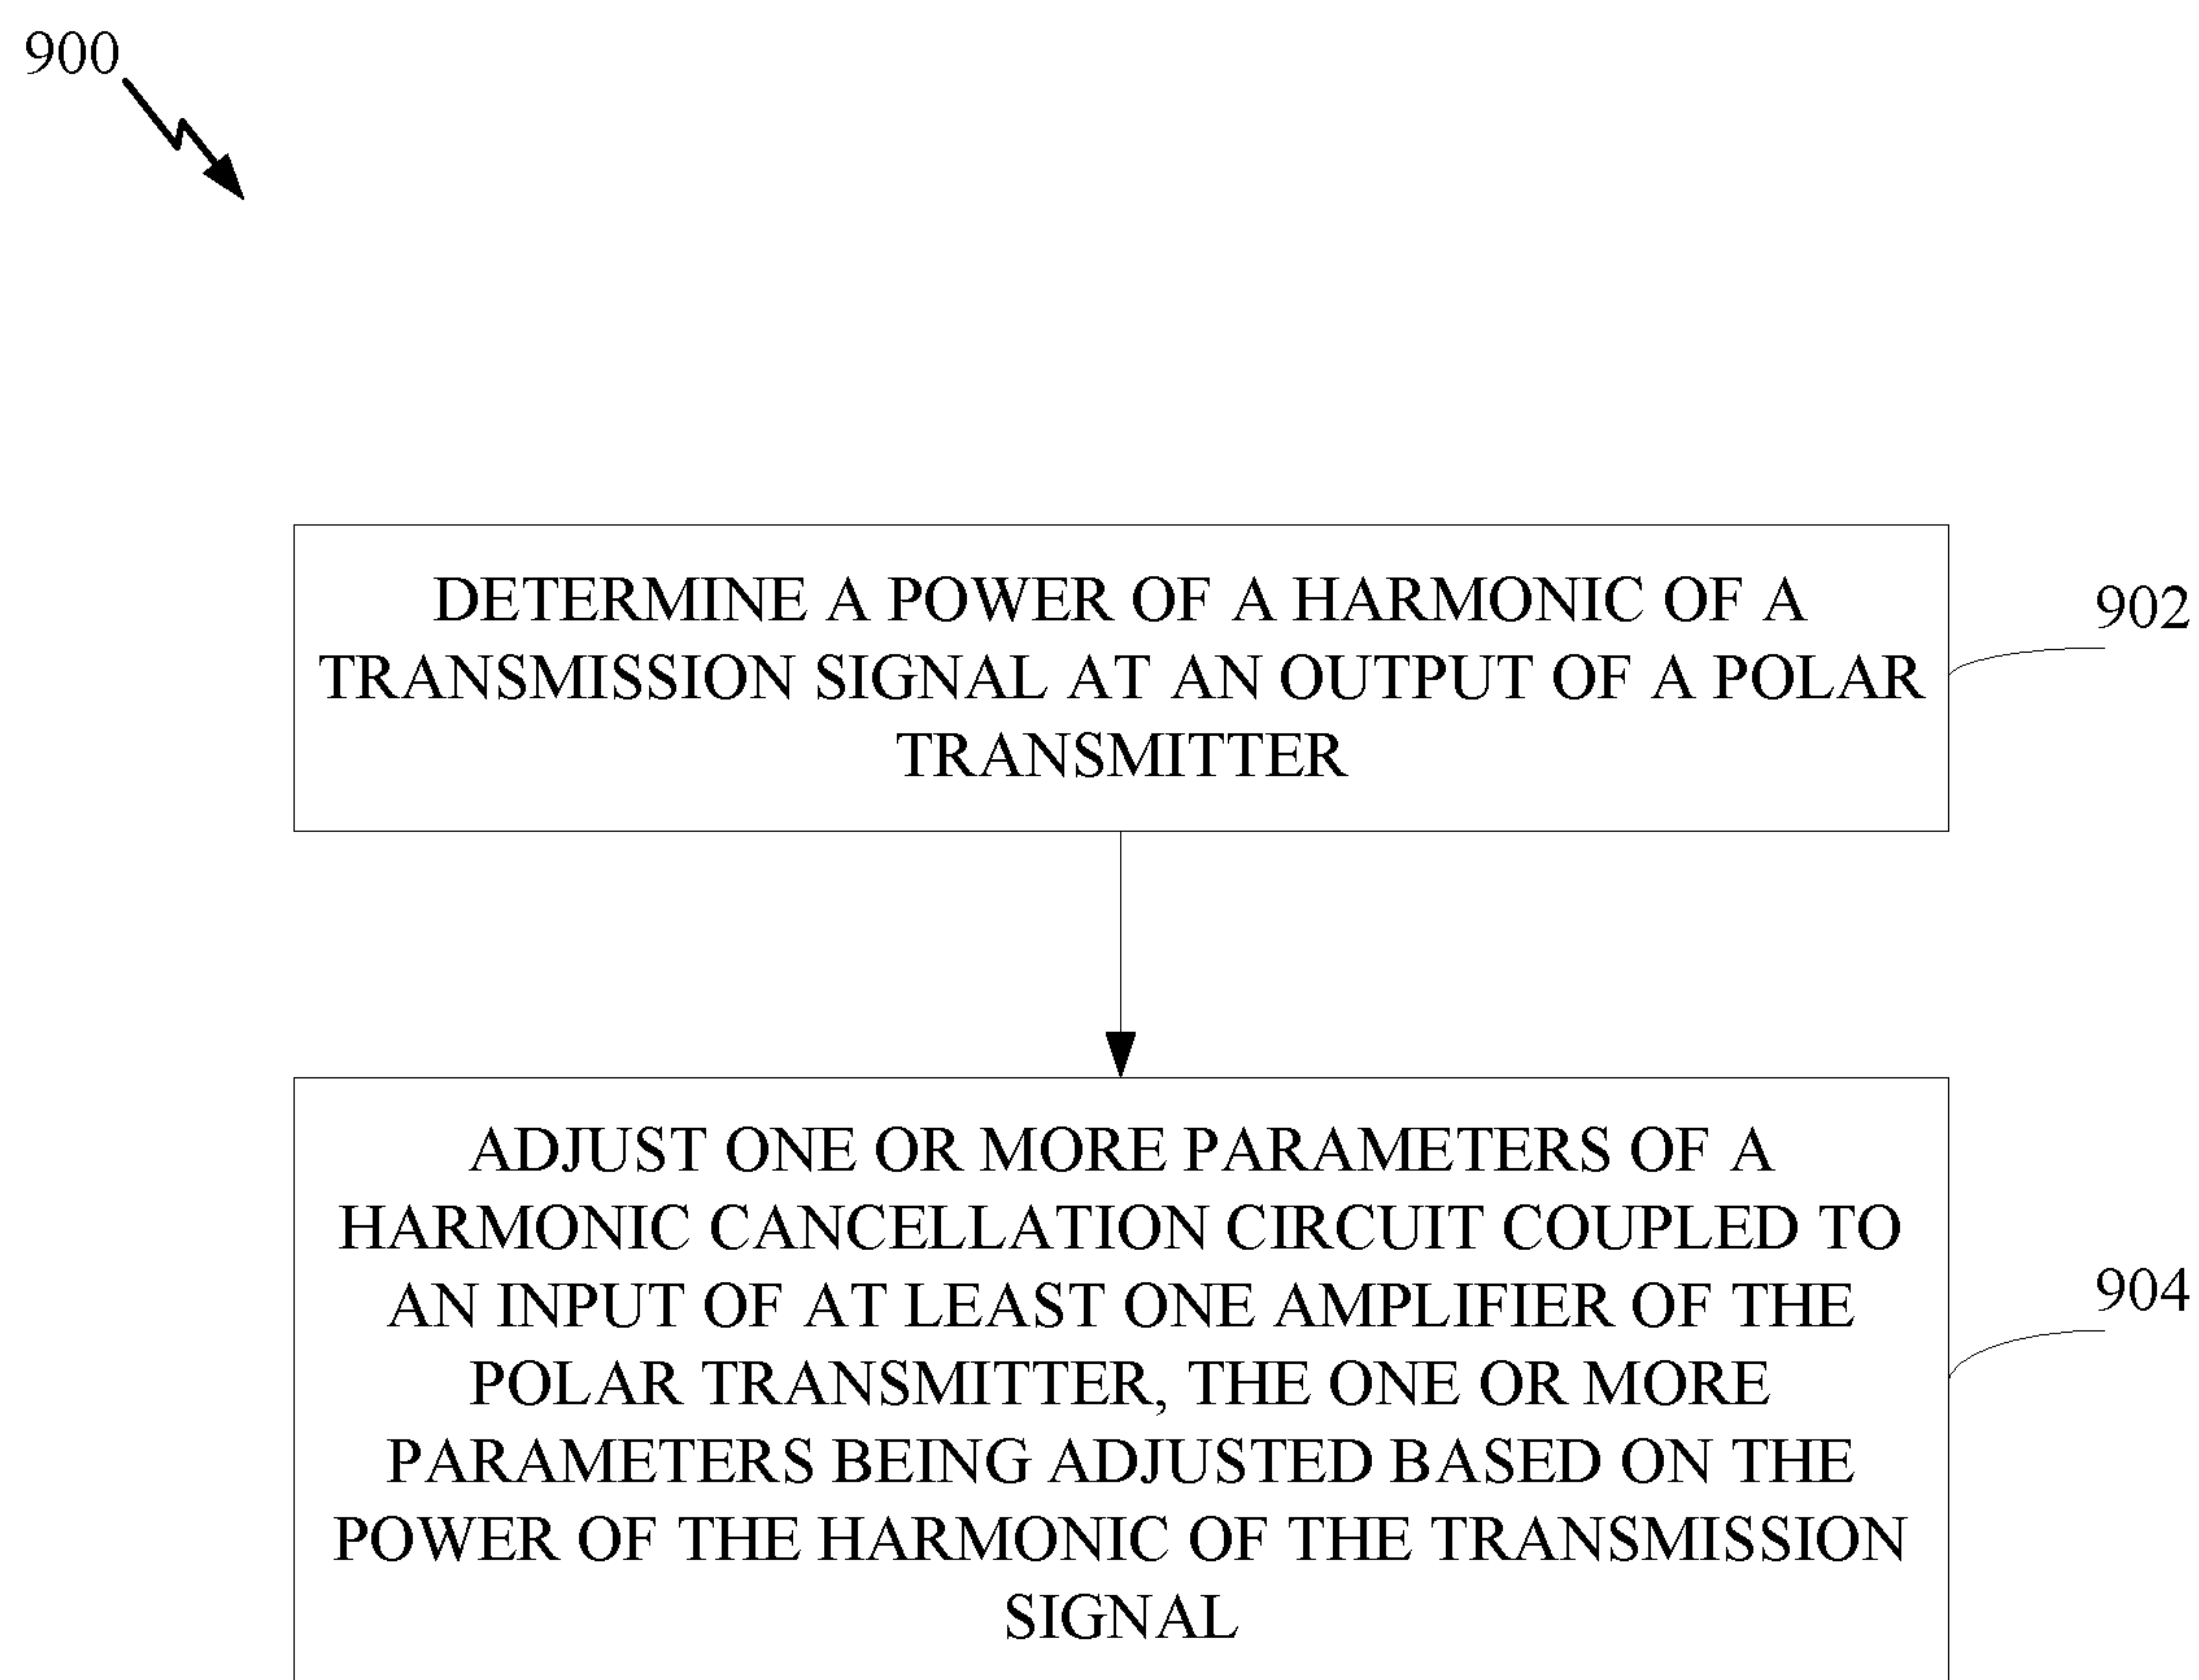 900
DETERMINE A POWER OF A HARMONIC OF A
TRANSMISSION SIGNAL AT AN OUTPUT OF A POLAR
TRANSMITTER
902
ADJUST ONE OR MORE PARAMETERS OF A
HARMONIC CANCELLATION CIRCUIT COUPLED TO
AN INPUT OF AT LEAST ONE AMPLIFIER OF THE
POLAR TRANSMITTER, THE ONE OR MORE
PARAMETERS BEING ADJUSTED BASED ON THE
POWER OF THE HARMONIC OF THE TRANSMISSION
SIGNAL
904